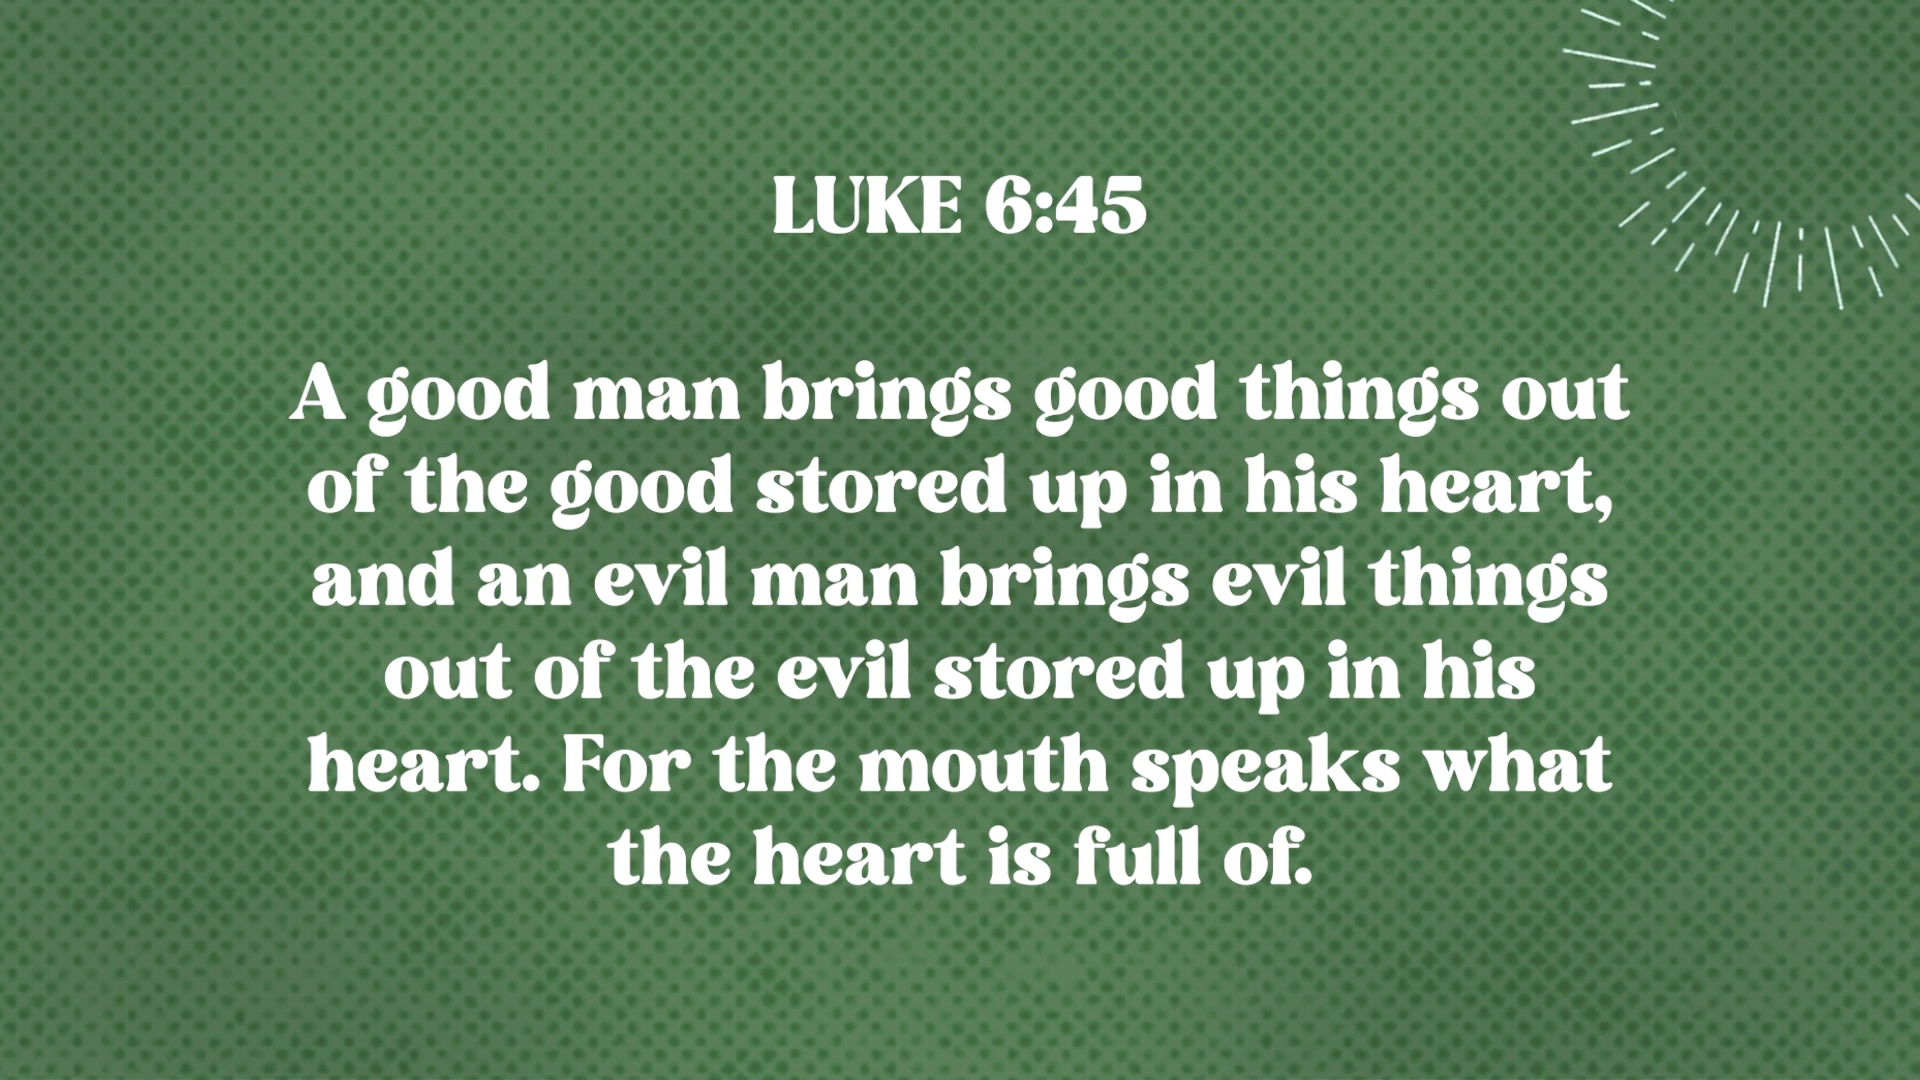 LUKE 6:45
A good man brings good things out
of the good stored up in his heart,
and an evil man brings evil things
out of the evil stored up in his
heart. For the mouth speaks what
the heart is full of.